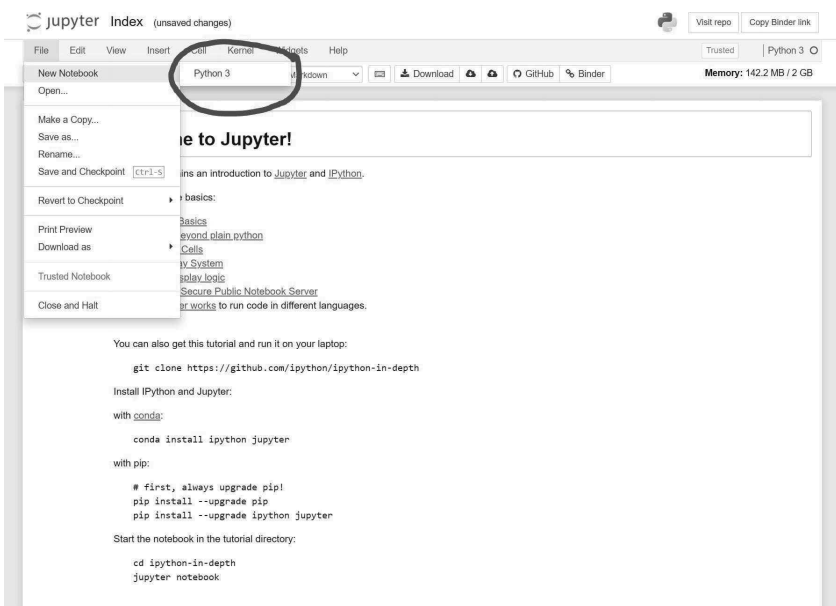 jupyter Index (unsaved changes)
Visit repo Copy Binder link
File Edit View Insert Cell Kernel Widgets Help
Trusted Python 3
New Notebook
Python 3
Markdown
Download
GitHub
Binder
Memory: 142.2 MB / 2 GB
Open...
Make a Copy...
Save as...
Rename...
Save and Checkpoint Ctrl-S
Revert to Checkpoint
Print Preview
Download as
Trusted Notebook
Close and Halt
e to Jupyter!
ins an introduction to Jupyter and IPython.
basics:
Basics
eyond plain python
Cells
ay System
splay logic
Secure Public Notebook Server
er works to run code in different languages.
You can also get this tutorial and run it on your laptop:
git clone https://github.com/ipython/ipython-in-depth
Install IPython and Jupyter:
with conda:
conda install ipython jupyter
with pip:
# first, always upgrade pip!
pip install --upgrade pip
pip install --upgrade ipython jupyter
Start the notebook in the tutorial directory:
cd ipython-in-depth
jupyter notebook